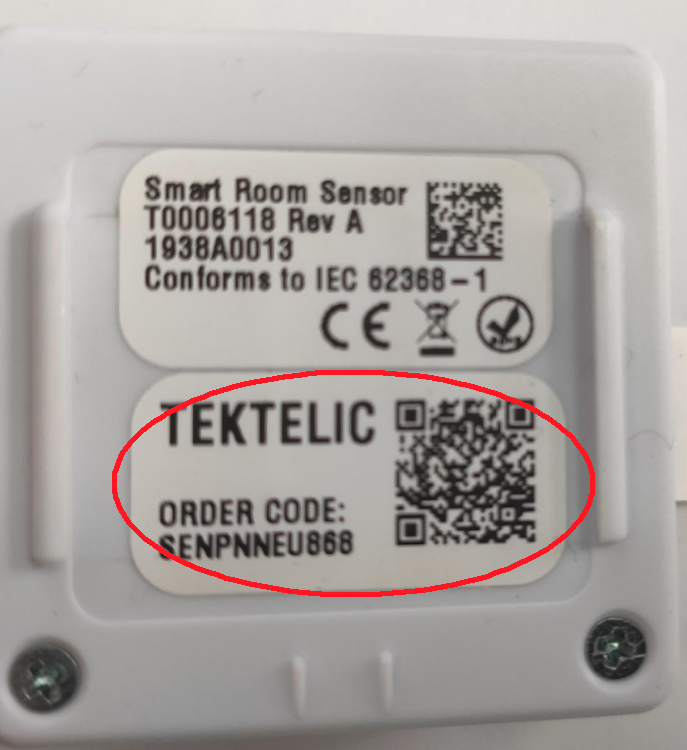 Smart Room Sensor
T0006118 Rev A
1938A0013
Conforms to IEC 62368-1
CE
TEKTELIC
ORDER CODE:
SENPNNEU868